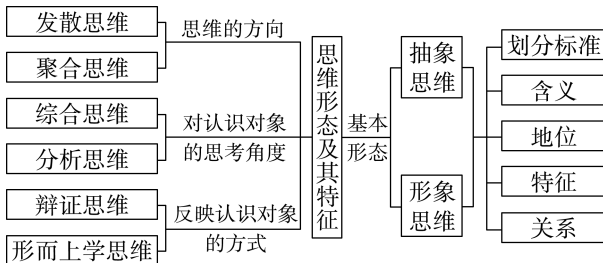 发散思维
聚合思维
思维的方向
综合思维
分析思维
对认识对象
的思考角度
辩证思维
形而上学思维
反映认识对象
的方式
思维形态及其特征
基本
形态
抽象
思维
形象
思维
划分标准
含义
地位
特征
关系